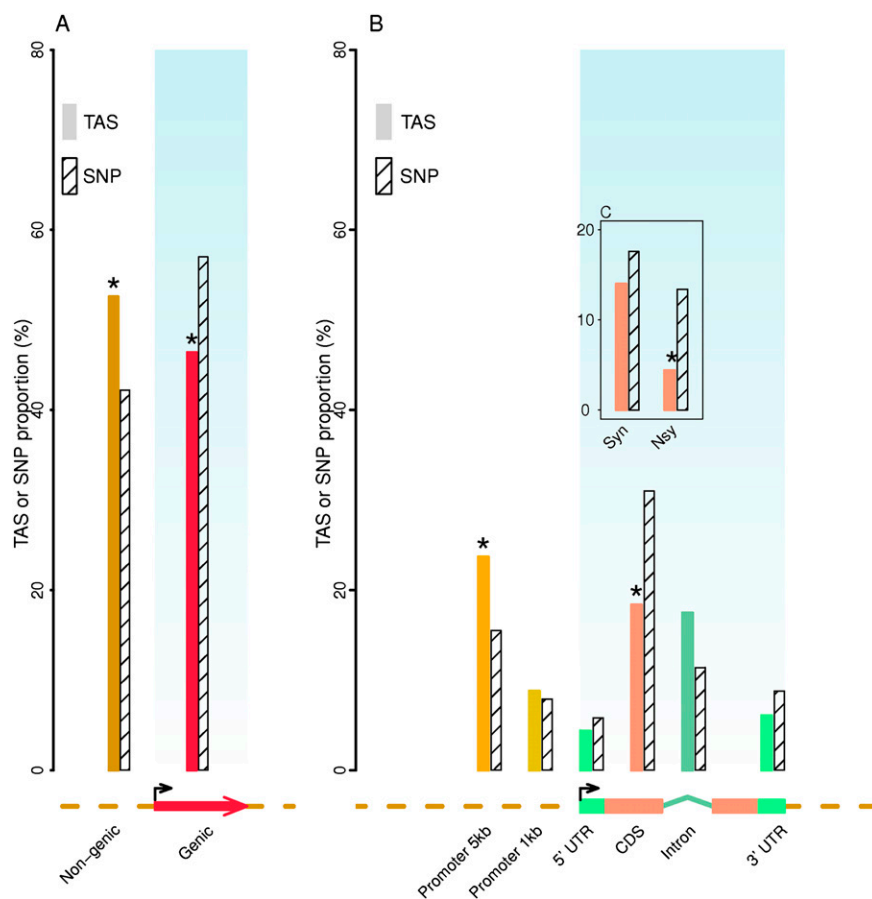 A
80
60
40
20
0
TAS or SNP proportion (%)
TAS
SNP
*
*
Non-genic
Genic
B
80
60
40
20
0
TAS or SNP proportion (%)
TAS
SNP
C
20
10
0
*
Syn
Nsy
*
*
Promoter 5kb
Promoter 1kb
5' UTR
CDS
Intron
3' UTR